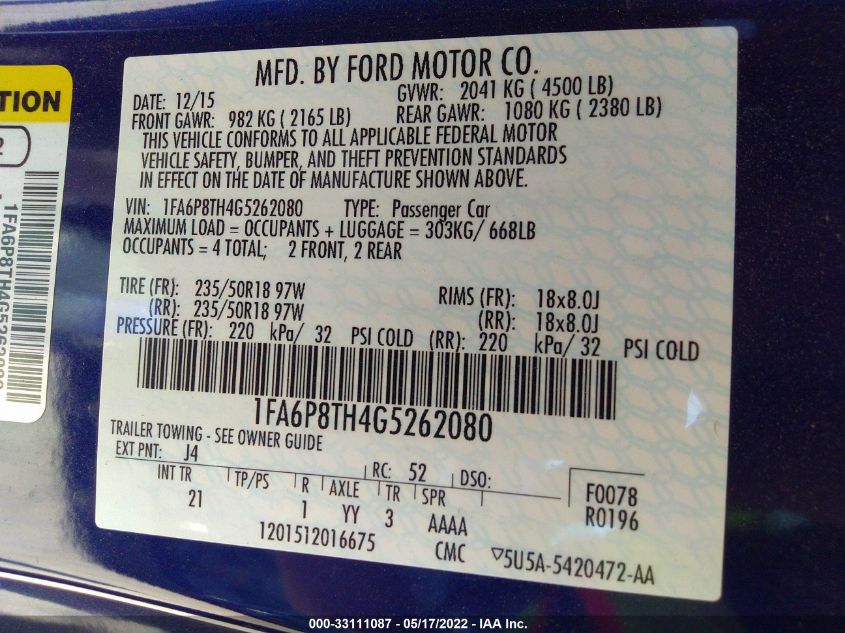 MFD. BY FORD MOTOR CO.
DATE: 12/15 GVWR: 2041 KG ( 4500 LB)
FRONT GAWR: 982 KG ( 2165 LB) REAR GAWR: 1080 KG ( 2380 LB)
THIS VEHICLE CONFORMS TO ALL APPLICABLE FEDERAL MOTOR
VEHICLE SAFETY, BUMPER, AND THEFT PREVENTION STANDARDS
IN EFFECT ON THE DATE OF MANUFACTURE SHOWN ABOVE.
VIN: 1FA6P8TH4G5262080 TYPE: Passenger Car
MAXIMUM LOAD = OCCUPANTS + LUGGAGE = 303KG/ 668LB
OCCUPANTS = 4 TOTAL; 2 FRONT, 2 REAR
TIRE (FR): 235/50R18 97W RIMS (FR): 18x8.0J
(RR): 235/50R18 97W (RR): 18x8.0J
PRESSURE (FR): 220 kPa/ 32 PSI COLD (RR): 220 kPa/ 32 PSI COLD
1FA6P8TH4G5262080
TRAILER TOWING - SEE OWNER GUIDE
EXT PNT: J4 RC: 52 DSO:
INT TR TP/PS R AXLE TR SPR F0078
21 1 YY 3 AAAA R0196
1201512016675 CMC ▽5U5A-5420472-AA
TION
2
1FA6P8TH4G5262080
000-33111087 - 05/17/2022 - IAA Inc.